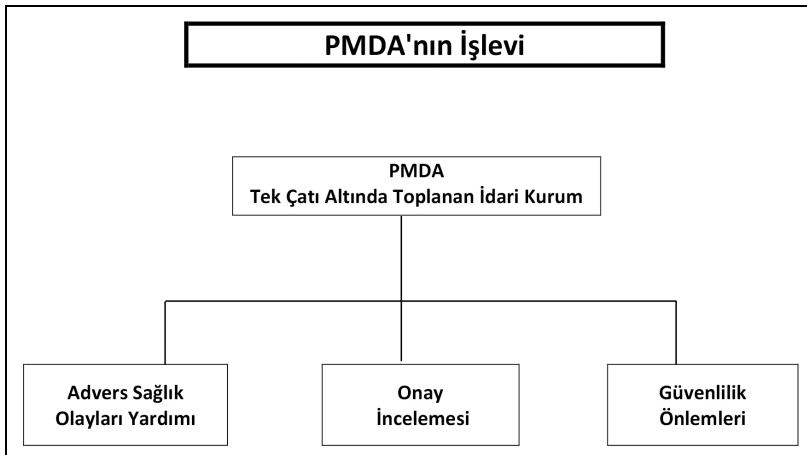 PMDA'nın İşlevi
PMDA
Tek Çatı Altında Toplanan İdari Kurum
Advers Sağlık
Olayları Yardımı
Onay
İncelemesi
Güvenlilik
Önlemleri